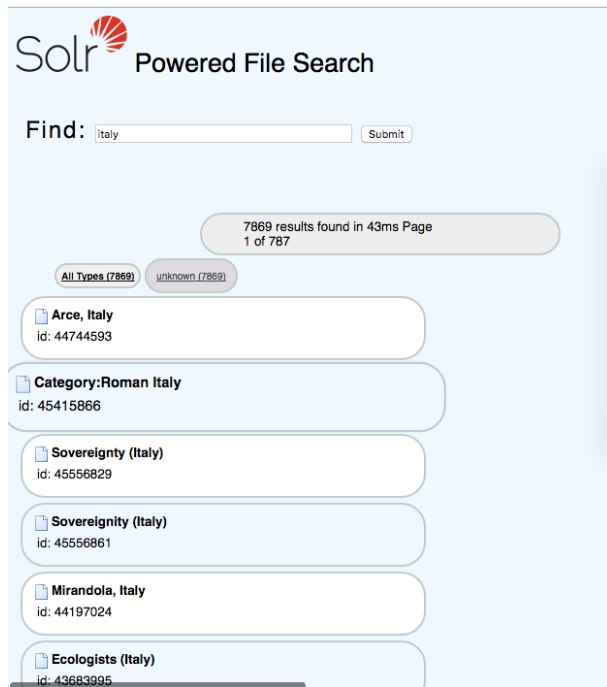 Solr Powered File Search
Find: italy Submit
7869 results found in 43ms Page
1 of 787
All Types (7869) unknown (7869)
Arce, Italy
id: 44744593
Category:Roman Italy
id: 45415866
Sovereignty (Italy)
id: 45556829
Sovereignity (Italy)
id: 45556861
Mirandola, Italy
id: 44197024
Ecologists (Italy)
id: 43683995